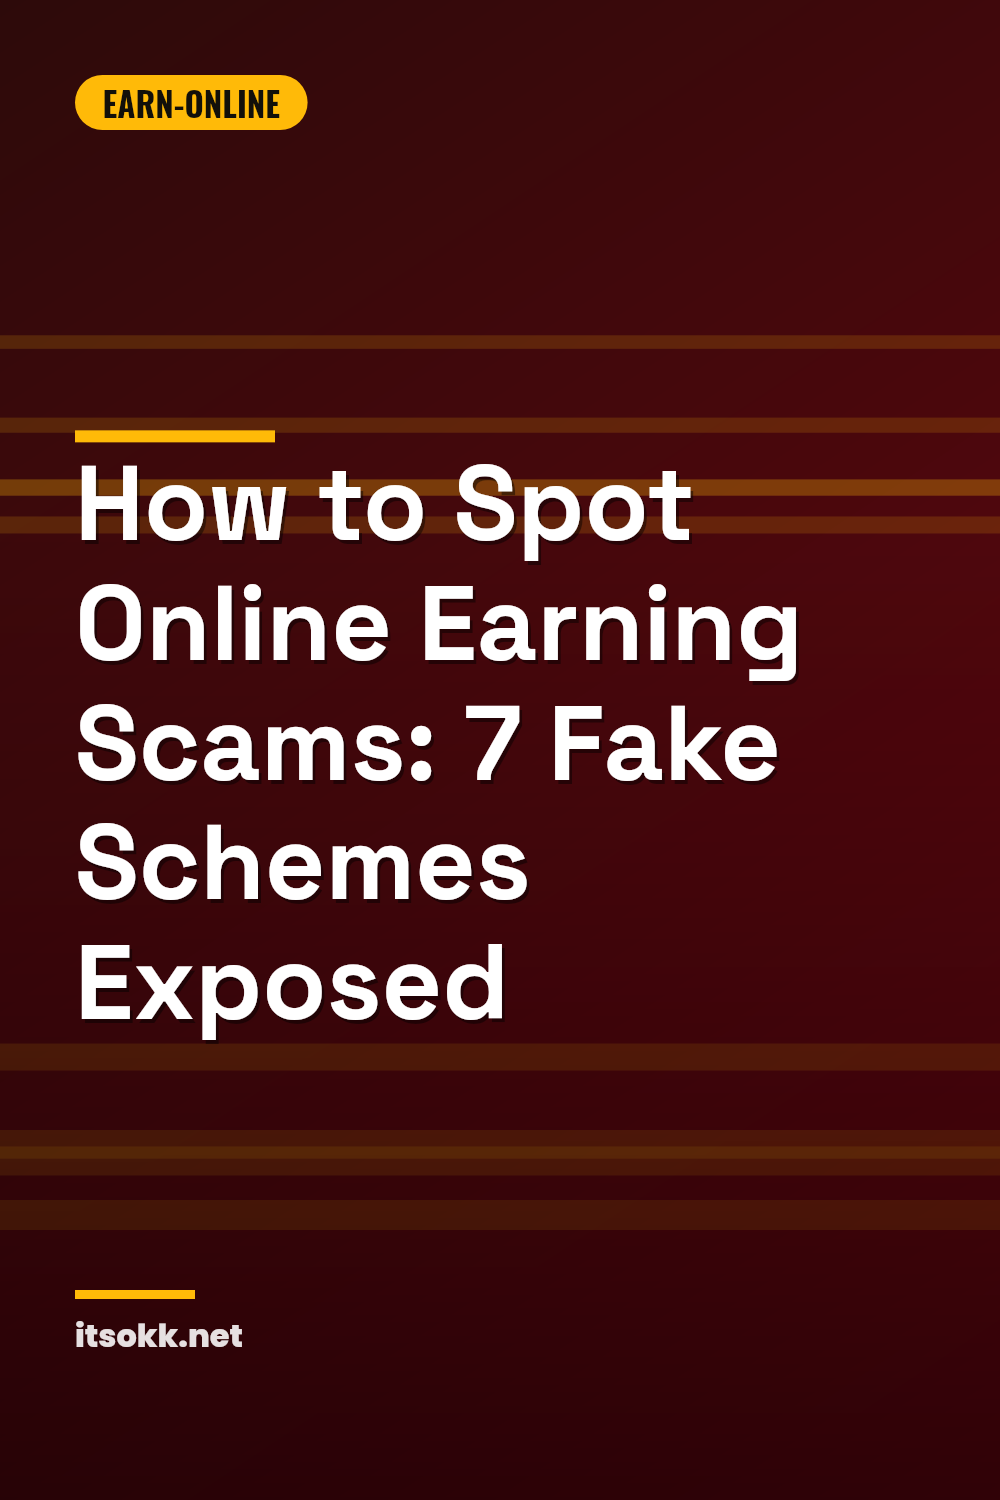 EARN-ONLINE
How to Spot
Online Earning
Scams: 7 Fake
Schemes
Exposed
itsokk.net